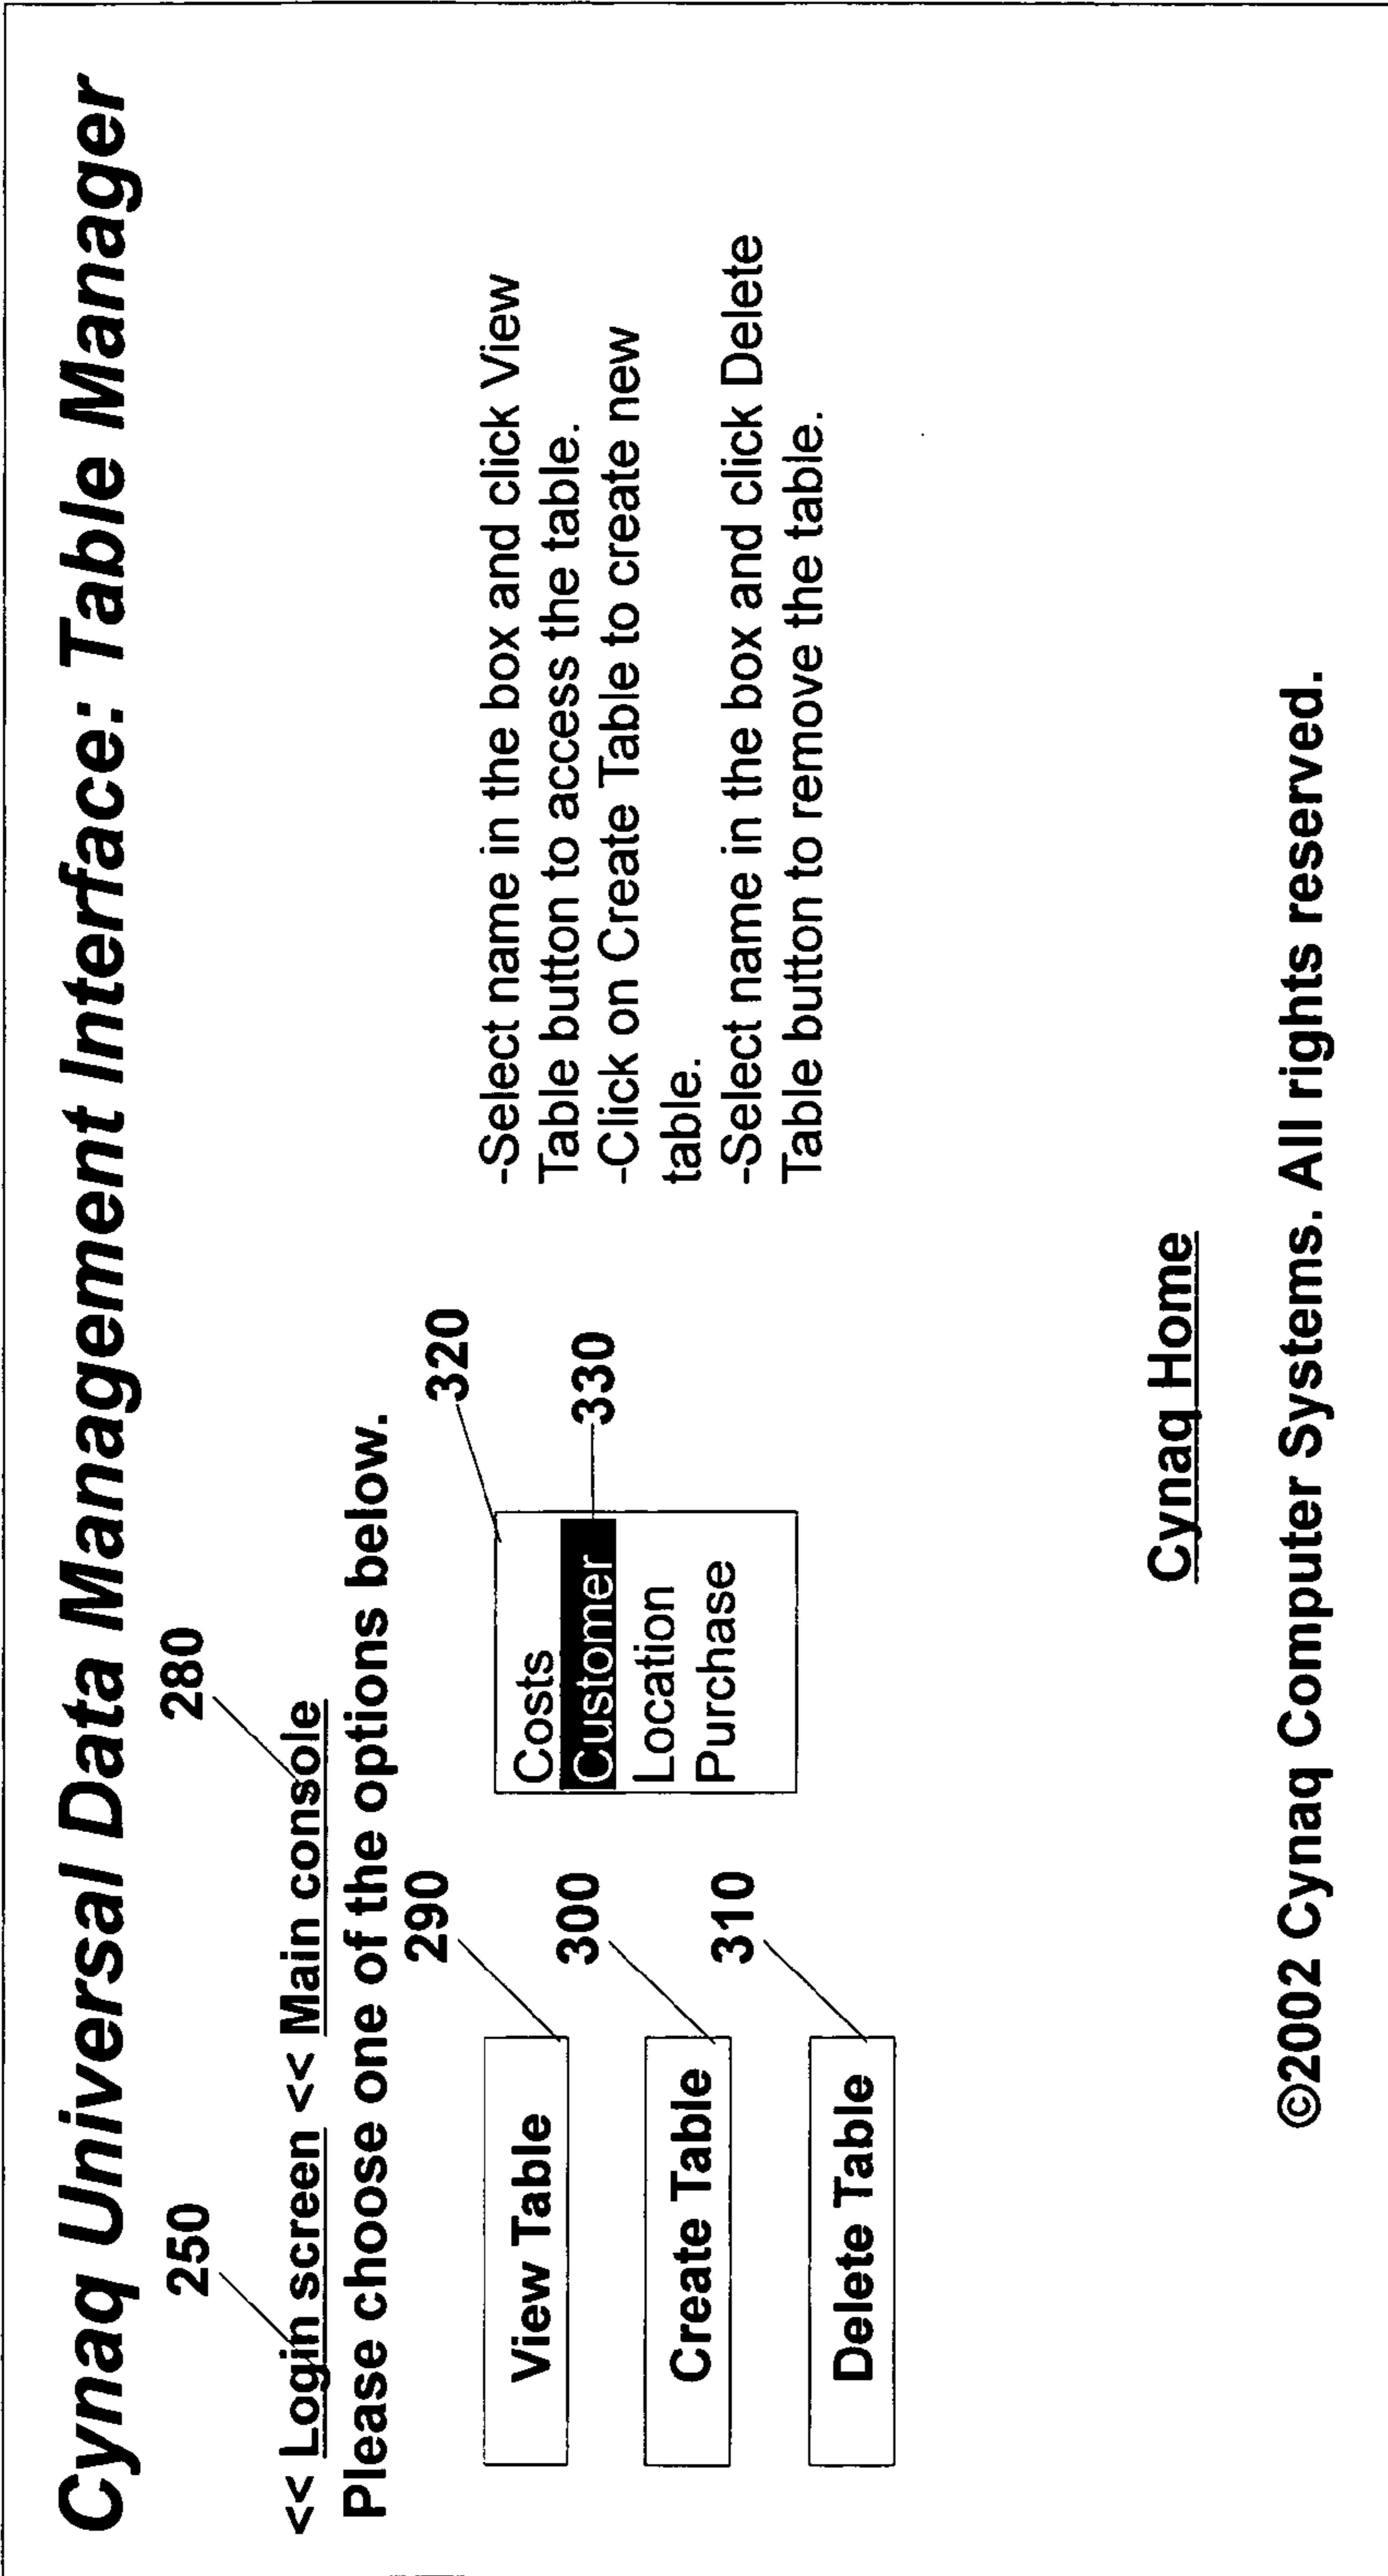 Cynaq Universal Data Management Interface: Table Manager
250
280
<< Login screen << Main console
Please choose one of the options below.
290
300
310
View Table
Create Table
Delete Table
320
330
Costs
Customer
Location
Purchase
-Select name in the box and click View
Table button to access the table.
-Click on Create Table to create new
table.
-Select name in the box and click Delete
Table button to remove the table.
Cynaq Home
©2002 Cynaq Computer Systems. All rights reserved.